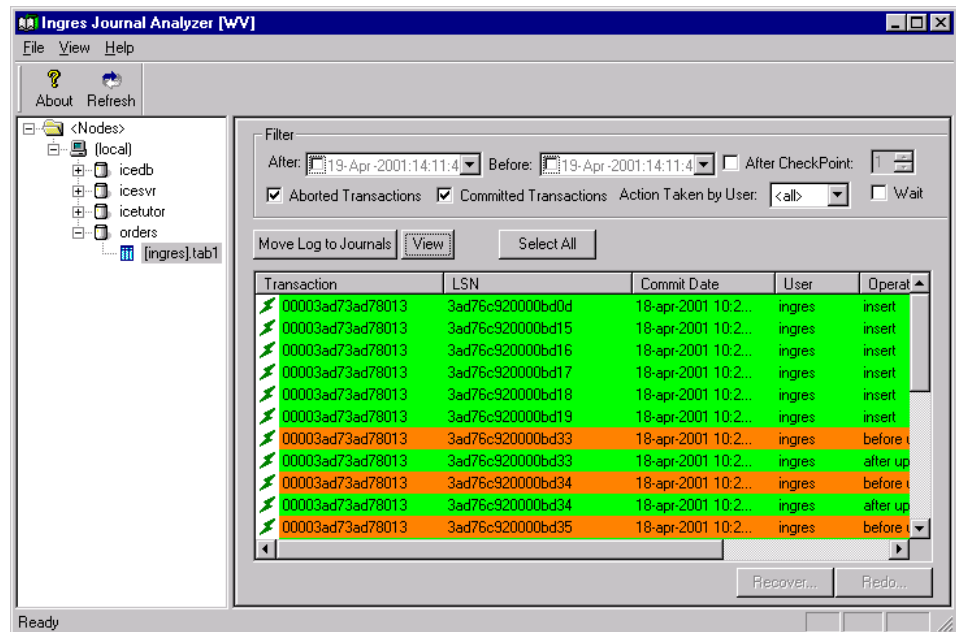 Ingres Journal Analyzer [WV]
File View Help
About Refresh
<Nodes>
(local)
icedb
icesvr
icetutor
orders
[ingres].tab1
Filter
After: 19-Apr-2001:14:11:4 Before: 19-Apr-2001:14:11:4 After CheckPoint: 1
Aborted Transactions Committed Transactions Action Taken by User: <all> Wait
Move Log to Journals View Select All
Transaction LSN Commit Date User Operat
00003ad73ad78013 3ad76c920000bd0d 18-apr-2001 10:2... ingres insert
00003ad73ad78013 3ad76c920000bd15 18-apr-2001 10:2... ingres insert
00003ad73ad78013 3ad76c920000bd16 18-apr-2001 10:2... ingres insert
00003ad73ad78013 3ad76c920000bd17 18-apr-2001 10:2... ingres insert
00003ad73ad78013 3ad76c920000bd18 18-apr-2001 10:2... ingres insert
00003ad73ad78013 3ad76c920000bd19 18-apr-2001 10:2... ingres insert
00003ad73ad78013 3ad76c920000bd33 18-apr-2001 10:2... ingres before u
00003ad73ad78013 3ad76c920000bd33 18-apr-2001 10:2... ingres after up
00003ad73ad78013 3ad76c920000bd34 18-apr-2001 10:2... ingres before u
00003ad73ad78013 3ad76c920000bd34 18-apr-2001 10:2... ingres after up
00003ad73ad78013 3ad76c920000bd35 18-apr-2001 10:2... ingres before u
Recover... Redo...
Ready